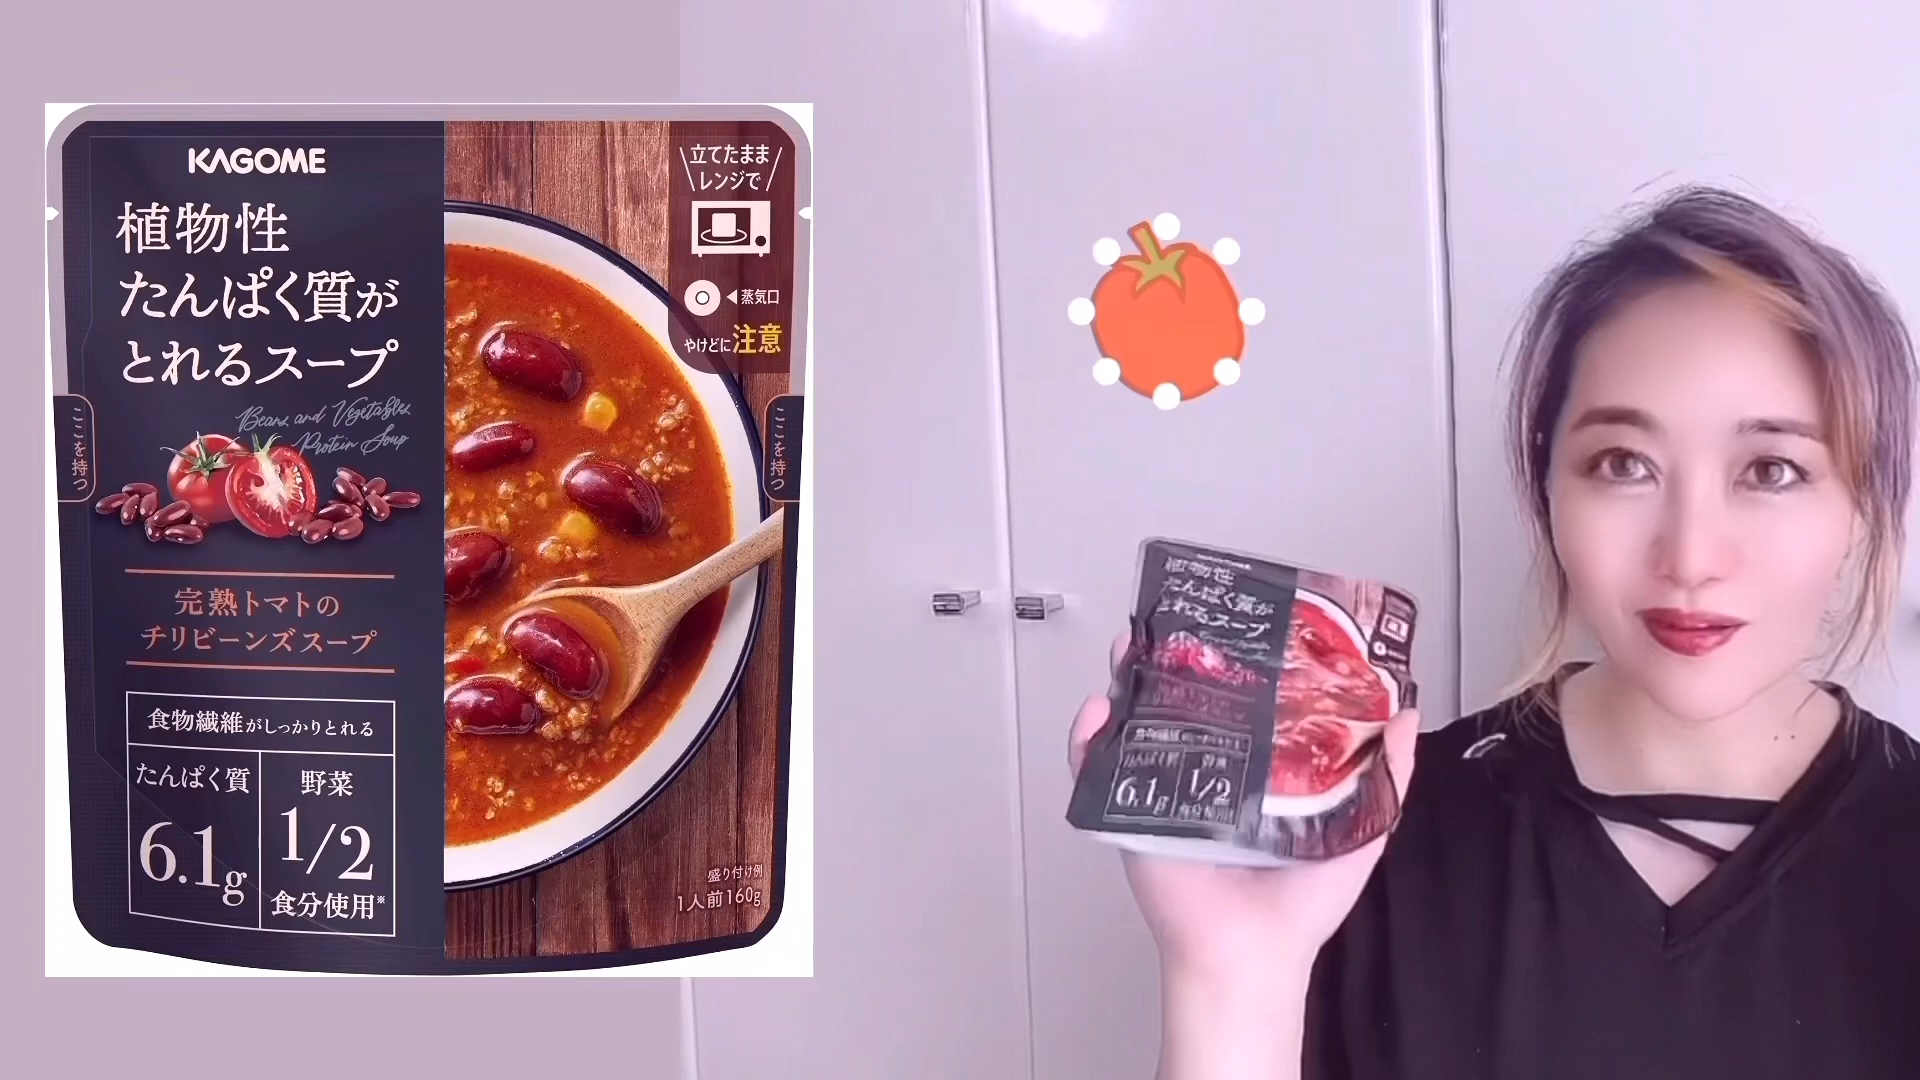 KAGOME
植物性
たんぱく質が
とれるスープ
Beans and Vegetables
Protein Soup
完熟トマトの
チリビーンズスープ
食物繊維がしっかりとれる
たんぱく質
6.1g
野菜
1/2
食分使用※
立てたまま
レンジで
蒸気口
やけどに注意
ここを持つ
ここを持つ
盛り付け例
1人前160g
植物性
たんぱく質が
とれるスープ
6.1g
1/2
食分使用